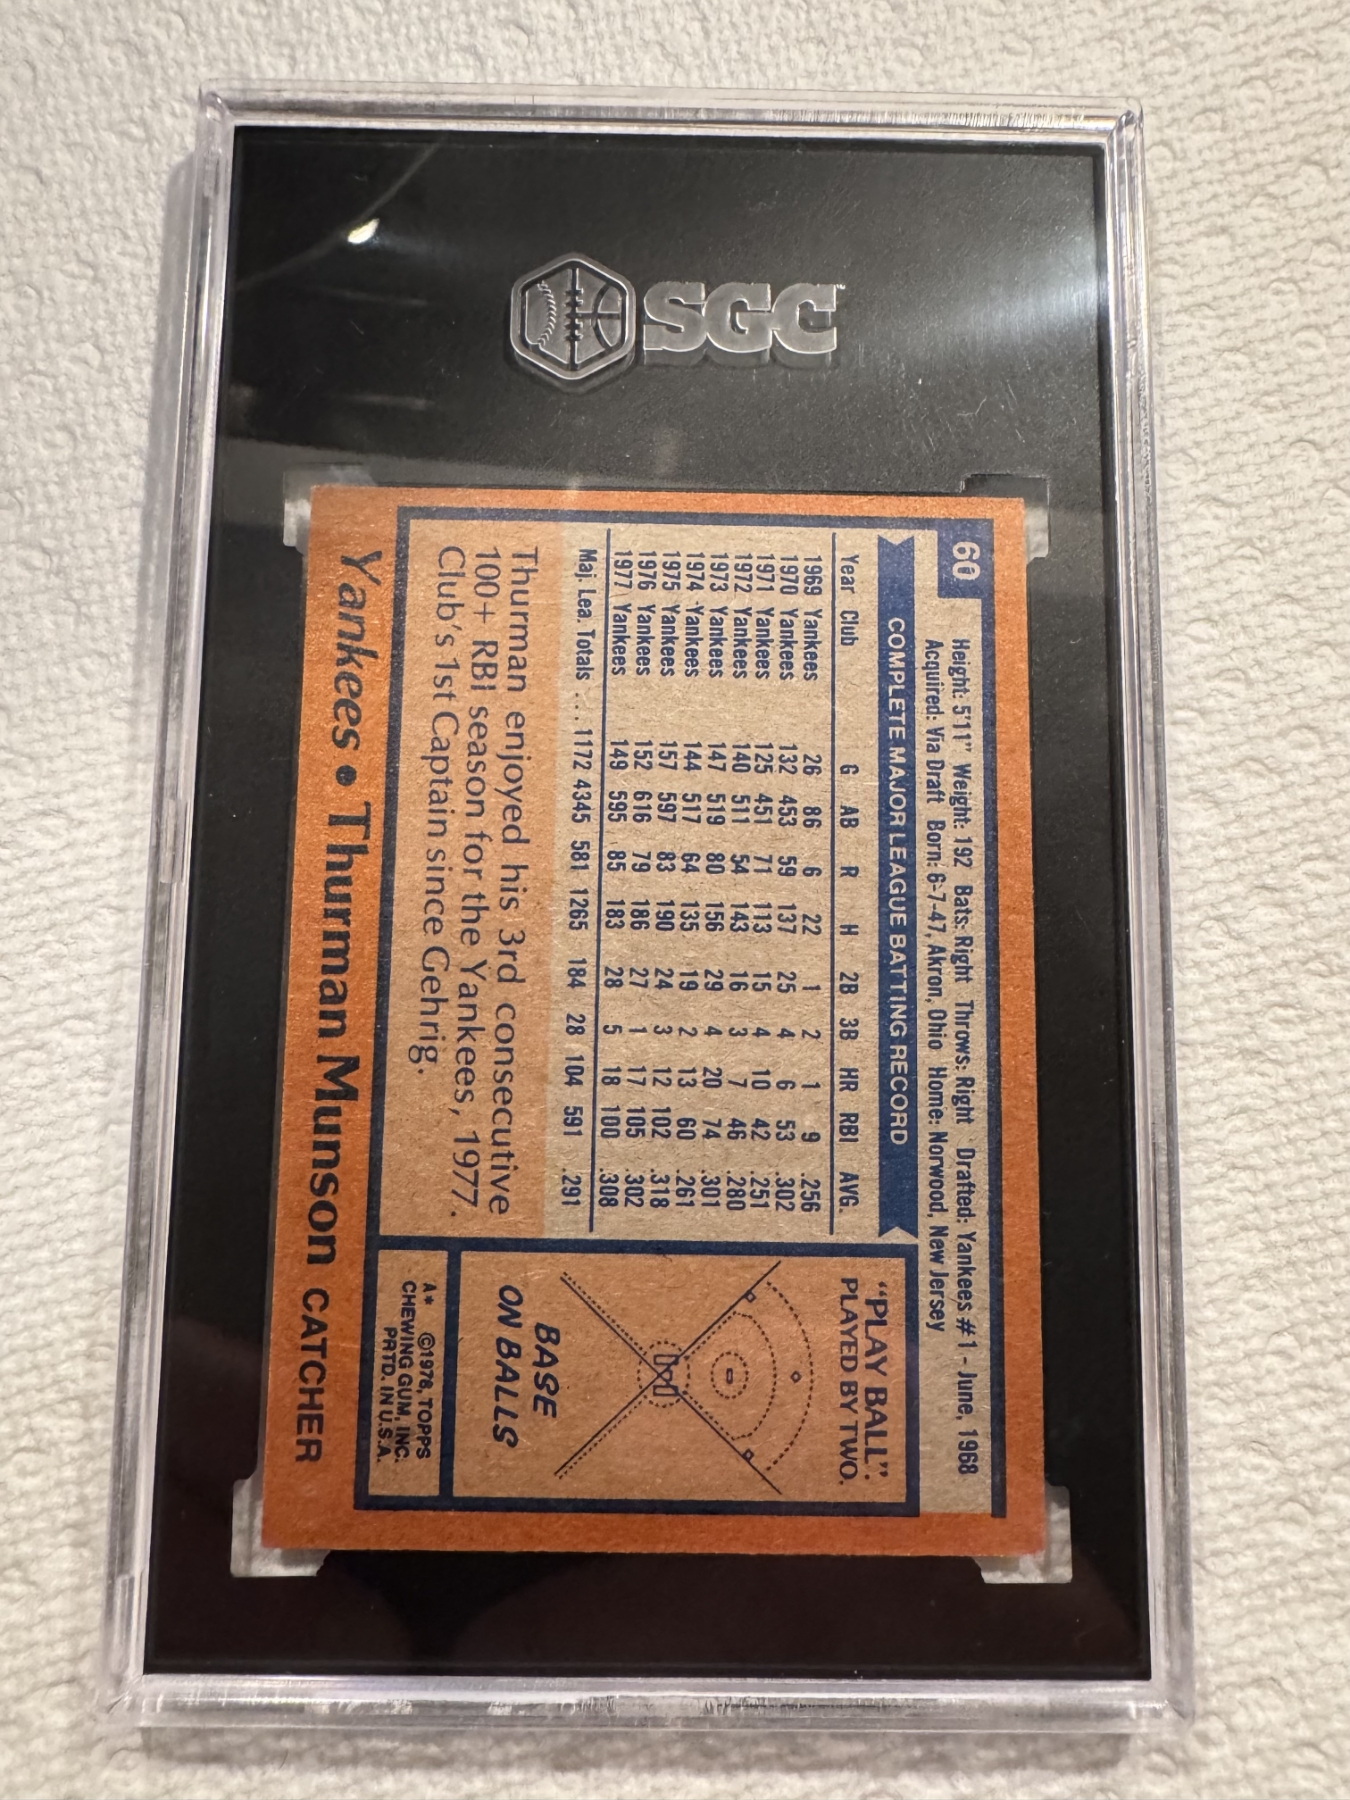 SGC
60
Height: 5'11" Weight: 192 Bats: Right Throws: Right Drafted: Yankees #1 - June, 1968
Acquired: Via Draft Born: 6-7-47, Akron, Ohio Home: Norwood, New Jersey
COMPLETE MAJOR LEAGUE BATTING RECORD
Year Club G AB R H 2B 3B HR RBI AVG.
1969 Yankees 26 86 6 22 1 2 1 9 .256
1970 Yankees 132 453 59 137 25 4 6 53 .302
1971 Yankees 125 451 71 113 15 4 10 42 .251
1972 Yankees 140 511 54 143 16 3 7 46 .280
1973 Yankees 147 519 80 156 29 4 20 74 .301
1974 Yankees 144 517 64 135 19 2 13 60 .261
1975 Yankees 157 597 83 190 24 3 12 102 .318
1976 Yankees 152 616 79 186 27 1 17 105 .302
1977 Yankees 149 595 85 183 28 5 18 100 .308
Maj. Lea. Totals ....1172 4345 581 1265 184 28 104 591 .291
Thurman enjoyed his 3rd consecutive
100+ RBI season for the Yankees, 1977.
Club's 1st Captain since Gehrig.
"PLAY BALL"
PLAYED BY TWO.
BASE
ON BALLS
A* ©1978, TOPPS
CHEWING GUM, INC.
PRTD. IN U.S.A.
Yankees • Thurman Munson CATCHER